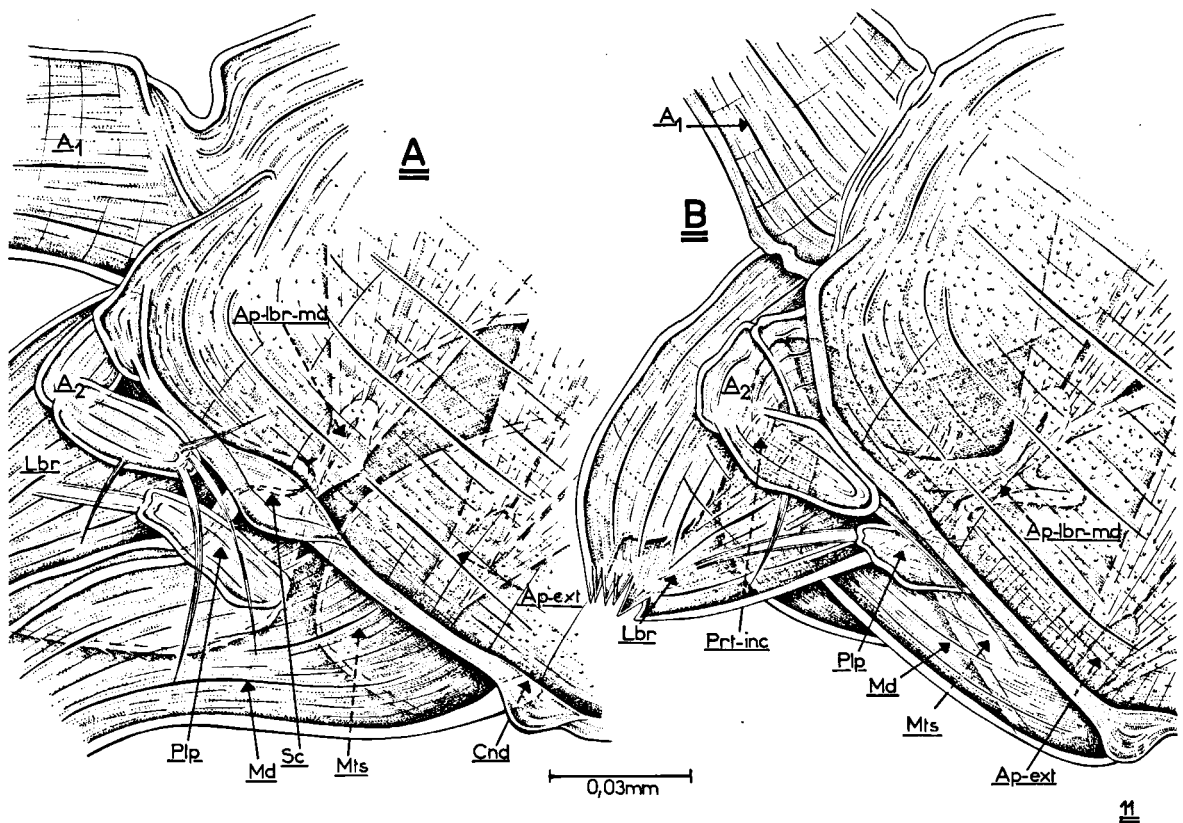 A1
A
Ap-lbr-md
A2
Lbr
Ap-ext
Plp
Md
Sc
Mts
Cnd
0,03mm
A1
B
A2
Ap-lbr-md
Lbr
Prt-inc
Plp
Md
Mts
Ap-ext
11